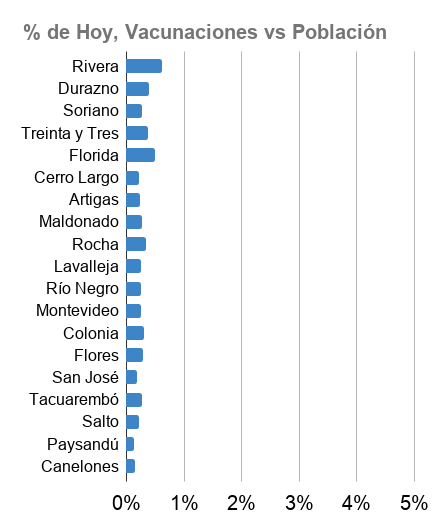 % de Hoy, Vacunaciones vs Población
Rivera
Durazno
Soriano
Treinta y Tres
Florida
Cerro Largo
Artigas
Maldonado
Rocha
Lavalleja
Río Negro
Montevideo
Colonia
Flores
San José
Tacuarembó
Salto
Paysandú
Canelones
0% 1% 2% 3% 4% 5%